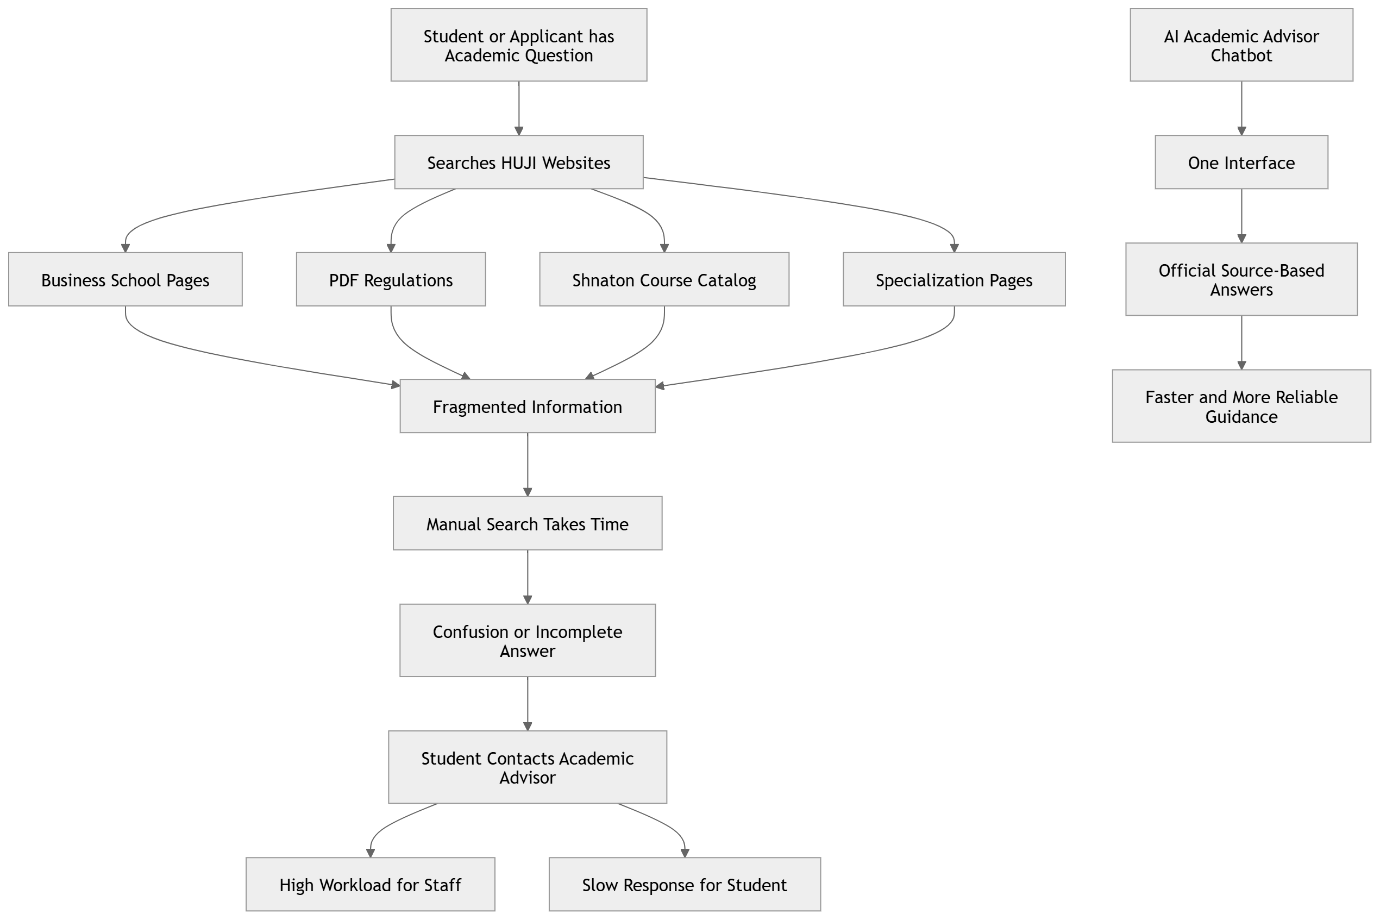 Student or Applicant has
Academic Question
Searches HUJI Websites
Business School Pages
PDF Regulations
Shnaton Course Catalog
Specialization Pages
Fragmented Information
Manual Search Takes Time
Confusion or Incomplete
Answer
Student Contacts Academic
Advisor
High Workload for Staff
Slow Response for Student
AI Academic Advisor
Chatbot
One Interface
Official Source-Based
Answers
Faster and More Reliable
Guidance